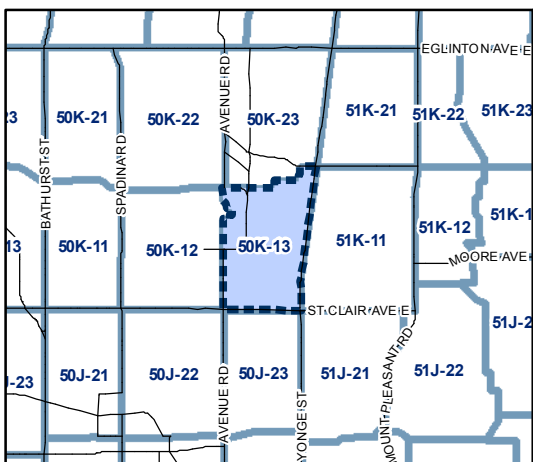 EGLINTON AVE E
AVENUE RD
23
50K-21
50K-22
50K-23
51K-21
51K-22
51K-23
BATHURST ST
SPADINA RD
13
50K-11
50K-12
50K-13
51K-11
51K-12
51K-1
MOORE AVE
ST CLAIR AVE E
51J-2
J-23
50J-21
50J-22
50J-23
51J-21
51J-22
AVENUE RD
YONGE ST
MOUNT PLEASANT RD